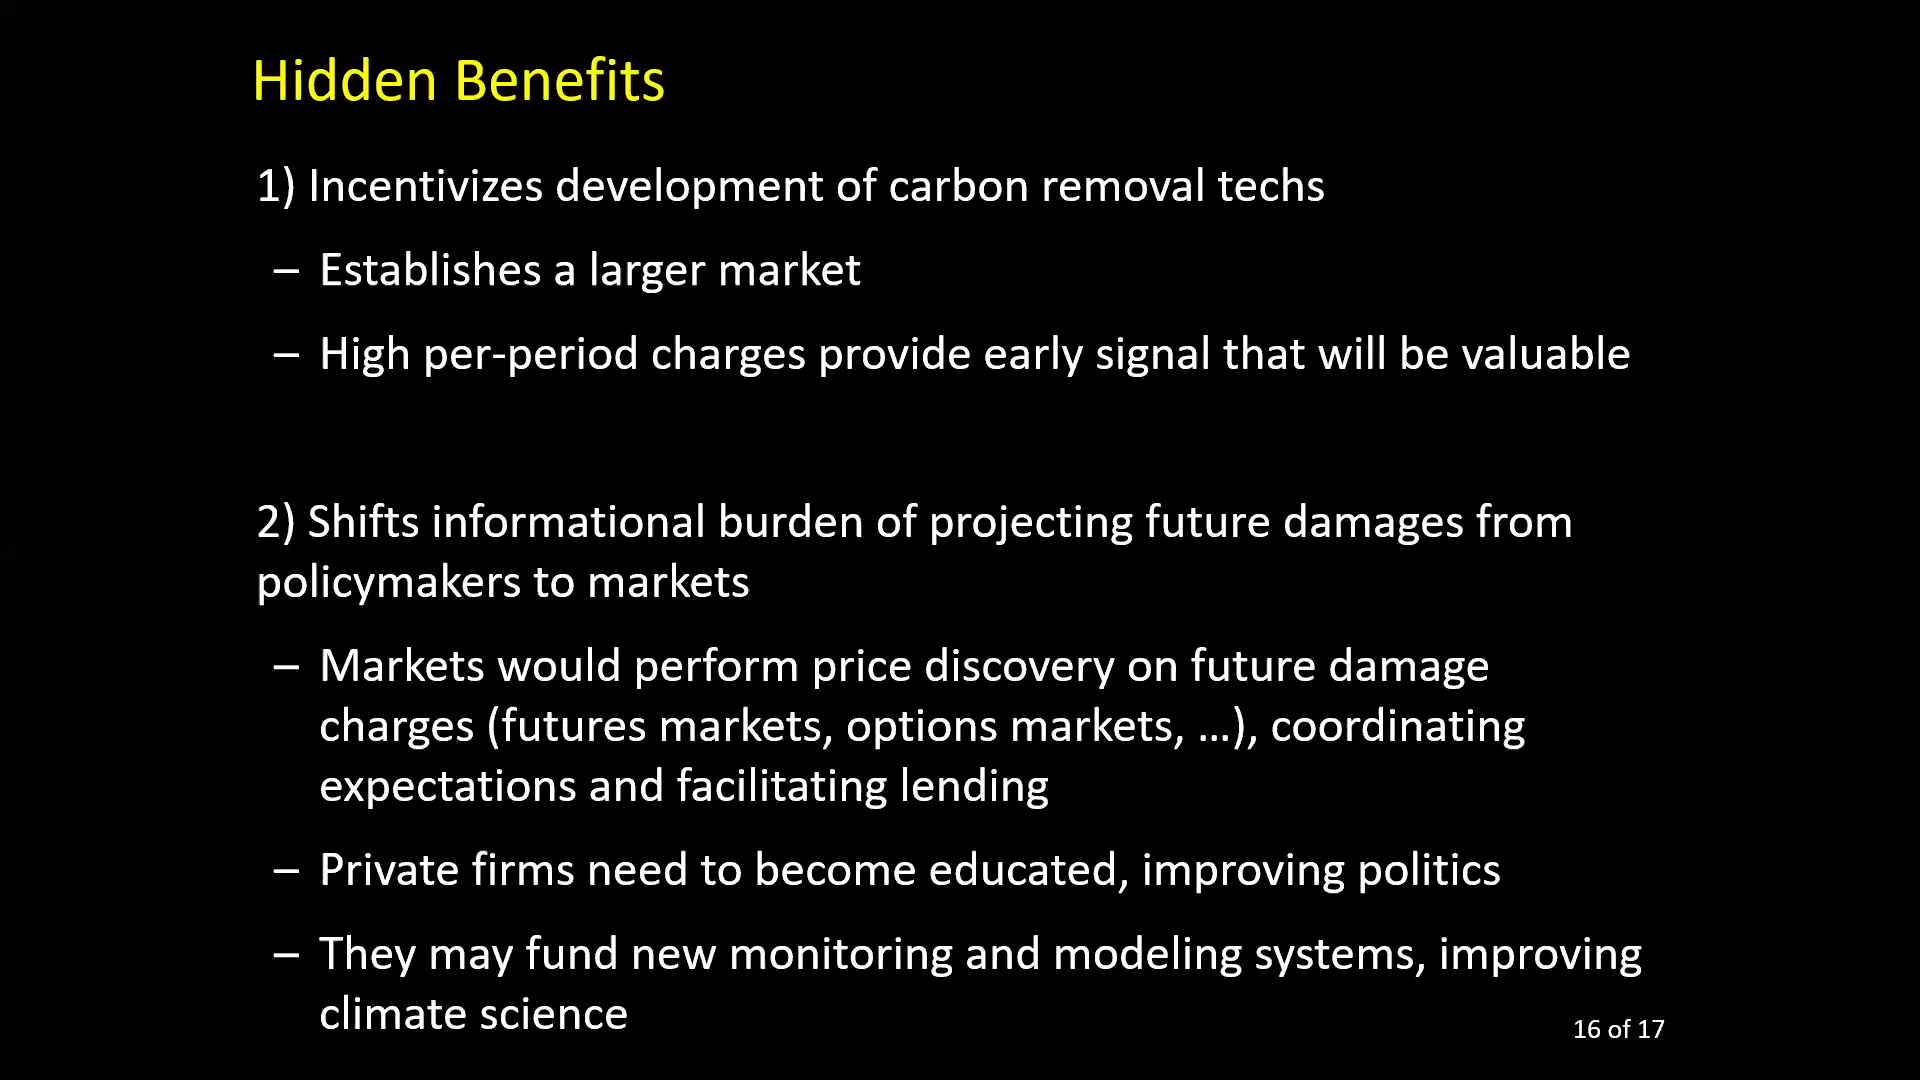 Hidden Benefits
1) Incentivizes development of carbon removal techs
– Establishes a larger market
– High per-period charges provide early signal that will be valuable
2) Shifts informational burden of projecting future damages from
policymakers to markets
– Markets would perform price discovery on future damage
charges (futures markets, options markets, …), coordinating
expectations and facilitating lending
– Private firms need to become educated, improving politics
– They may fund new monitoring and modeling systems, improving
climate science
16 of 17